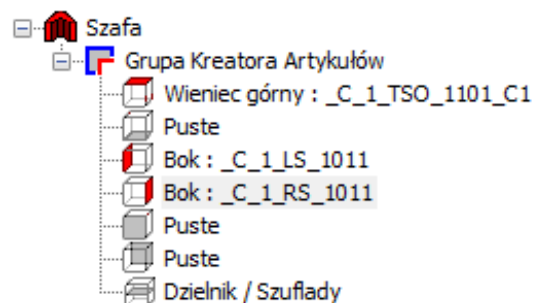 Szafa
Grupa Kreatora Artykułów
Wieniec górny : _C_1_TSO_1101_C1
Puste
Bok : _C_1_LS_1011
Bok : _C_1_RS_1011
Puste
Puste
Dzielnik / Szuflady